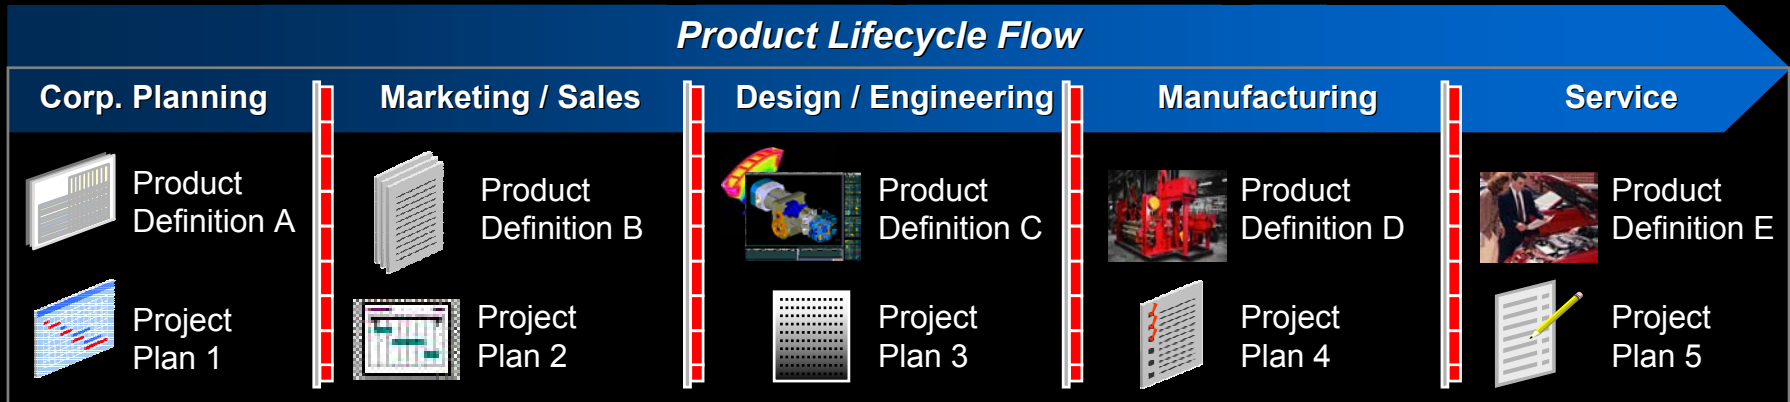 Product Lifecycle Flow
Corp. Planning
Marketing / Sales
Design / Engineering
Manufacturing
Service
Product
Definition A
Product
Definition B
Product
Definition C
Product
Definition D
Product
Definition E
Project
Plan 1
Project
Plan 2
Project
Plan 3
Project
Plan 4
Project
Plan 5